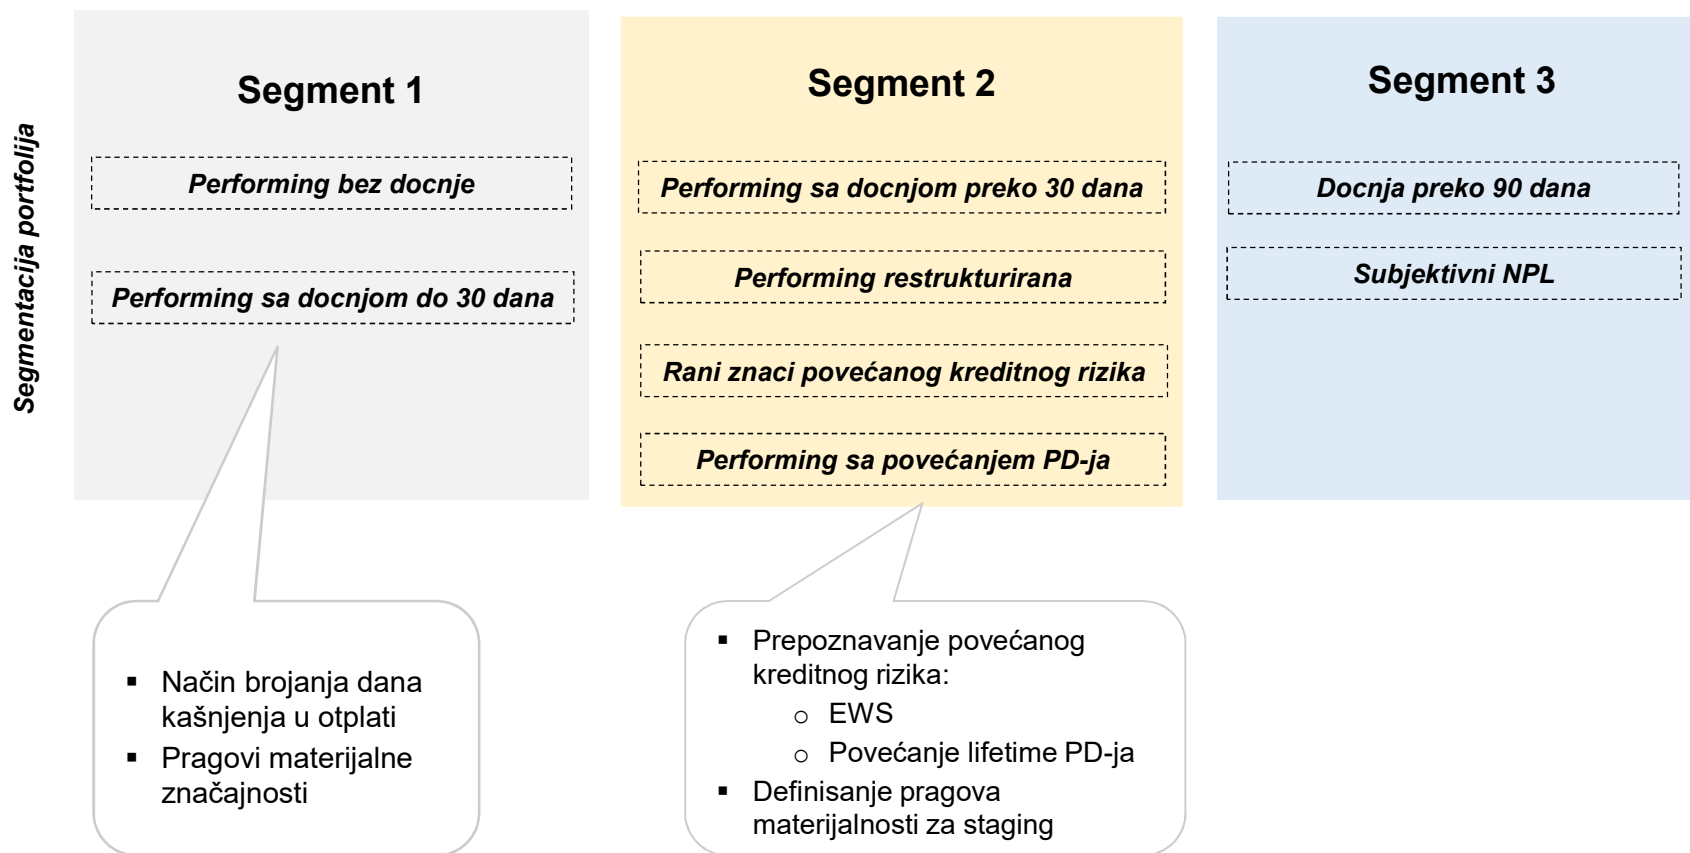 Segmentacija portfolija
Segment 1
Performing bez docnje
Performing sa docnjom do 30 dana
Segment 2
Performing sa docnjom preko 30 dana
Performing restrukturirana
Rani znaci povećanog kreditnog rizika
Performing sa povećanjem PD-ja
Segment 3
Docnja preko 90 dana
Subjektivni NPL
▪ Način brojanja dana
kašnjenja u otplati
▪ Pragovi materijalne
značajnosti
▪ Prepoznavanje povećanog
kreditnog rizika:
o EWS
o Povećanje lifetime PD-ja
▪ Definisanje pragova
materijalnosti za staging